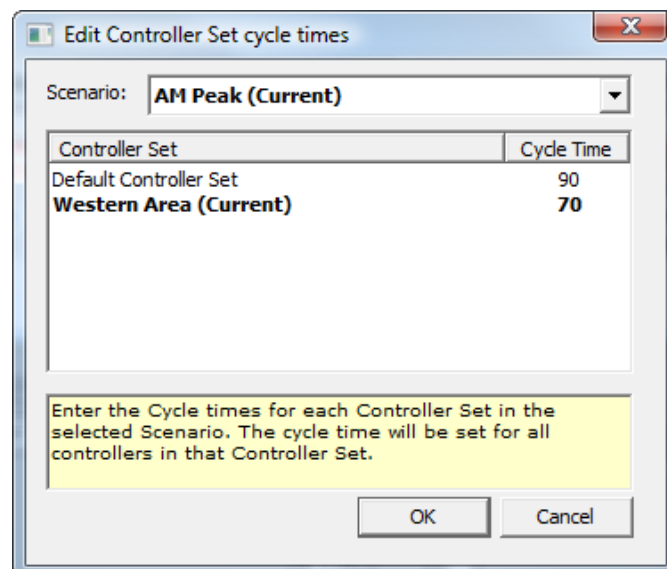 Edit Controller Set cycle times
Scenario: AM Peak (Current)
Controller Set Cycle Time
Default Controller Set 90
Western Area (Current) 70
Enter the Cycle times for each Controller Set in the
selected Scenario. The cycle time will be set for all
controllers in that Controller Set.
OK Cancel